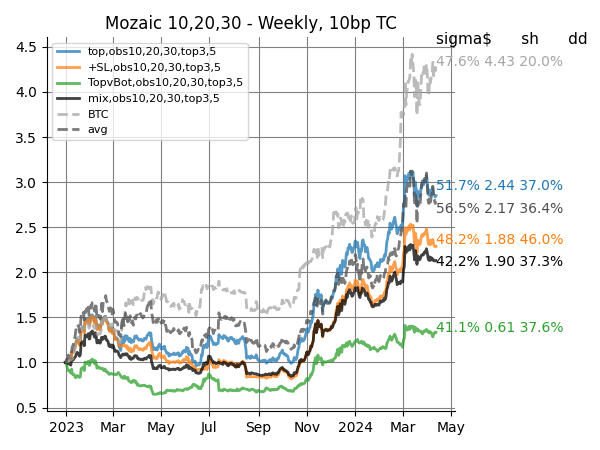 Mozaic 10,20,30 - Weekly, 10bp TC
sigma$ sh dd
top,obs10,20,30,top3,5
+SL,obs10,20,30,top3,5
TopvBot,obs10,20,30,top3,5
mix,obs10,20,30,top3,5
BTC
avg
47.6% 4.43 20.0%
51.7% 2.44 37.0%
56.5% 2.17 36.4%
48.2% 1.88 46.0%
42.2% 1.90 37.3%
41.1% 0.61 37.6%
4.5
4.0
3.5
3.0
2.5
2.0
1.5
1.0
0.5
2023 Mar May Jul Sep Nov 2024 Mar May